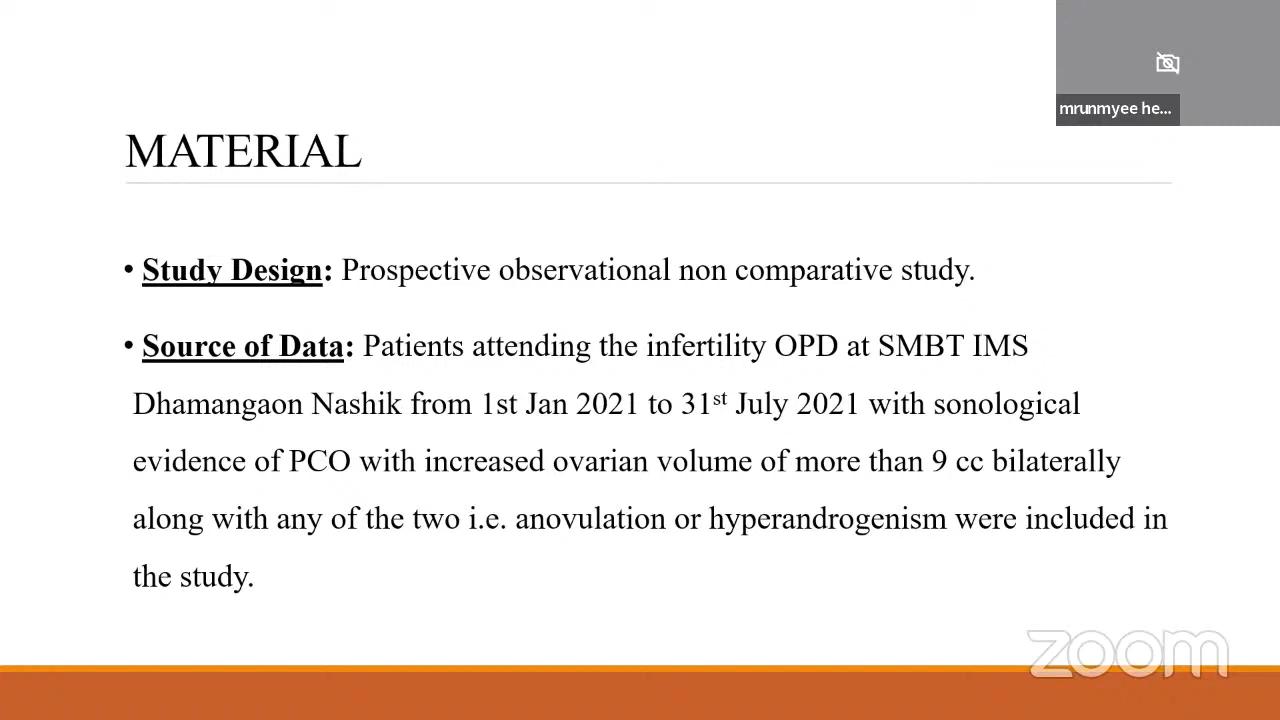 mrunmyee he...
MATERIAL
• Study Design: Prospective observational non comparative study.
• Source of Data: Patients attending the infertility OPD at SMBT IMS
Dhamangaon Nashik from 1st Jan 2021 to 31st July 2021 with sonological
evidence of PCO with increased ovarian volume of more than 9 cc bilaterally
along with any of the two i.e. anovulation or hyperandrogenism were included in
the study.
zoom